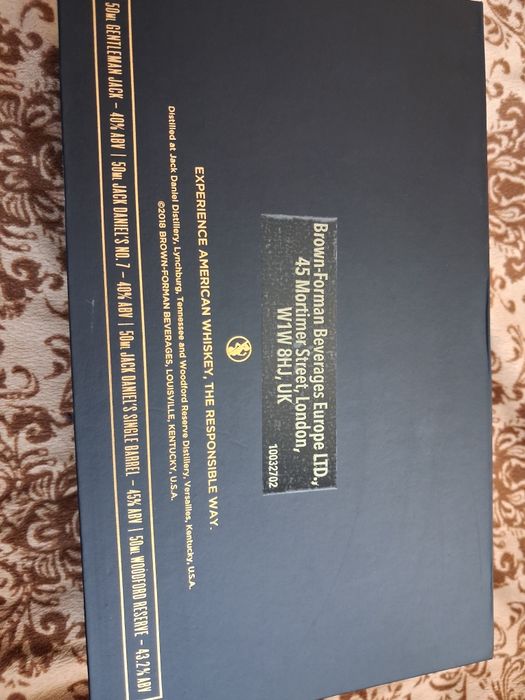 Brown-Forman Beverages Europe LTD.,
45 Mortimer Street, London,
W1W 8HJ, UK
10032702
EXPERIENCE AMERICAN WHISKEY, THE RESPONSIBLE WAY.
Distilled at Jack Daniel Distillery, Lynchburg, Tennessee and Woodford Reserve Distillery, Versailles, Kentucky, U.S.A.
©2018 BROWN-FORMAN BEVERAGES, LOUISVILLE, KENTUCKY, U.S.A.
50ML GENTLEMAN JACK – 40% ABV | 50ML JACK DANIEL'S NO. 7 – 40% ABV | 50ML JACK DANIEL'S SINGLE BARREL – 45% ABV | 50ML WOODFORD RESERVE – 43.2% ABV